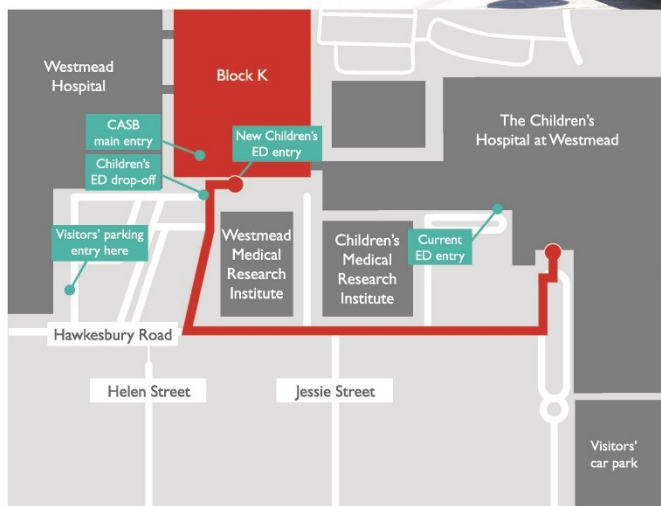 Westmead
Hospital
Block K
CASB
main entry
New Children's
ED entry
The Children's
Hospital at Westmead
Children's
ED drop-off
Visitors' parking
entry here
Westmead
Medical
Research
Institute
Children's
Medical
Research
Institute
Current
ED entry
Hawkesbury Road
Helen Street
Jessie Street
Visitors'
car park